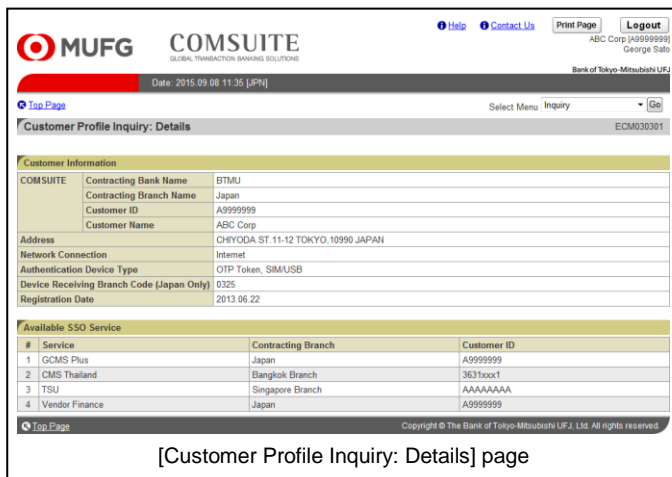 Help Contact Us Print Page Logout
MUFG COMSUITE
GLOBAL TRANSACTION BANKING SOLUTIONS
ABC Corp [A9999999]
George Sato
Bank of Tokyo-Mitsubishi UFJ
Date: 2015.09.08 11:35 [JPN]
Top Page Select Menu Inquiry Go
Customer Profile Inquiry: Details ECM030301
Customer Information
COMSUITE Contracting Bank Name BTMU
Contracting Branch Name Japan
Customer ID A9999999
Customer Name ABC Corp
Address CHIYODA ST.11-12 TOKYO,10990 JAPAN
Network Connection Internet
Authentication Device Type OTP Token, SIM/USB
Device Receiving Branch Code (Japan Only) 0325
Registration Date 2013.06.22
Available SSO Service
# Service Contracting Branch Customer ID
1 GCMS Plus Japan A9999999
2 CMS Thailand Bangkok Branch 3631xxx1
3 TSU Singapore Branch AAAAAAAA
4 Vendor Finance Japan A9999999
Top Page Copyright © The Bank of Tokyo-Mitsubishi UFJ, Ltd. All rights reserved.
[Customer Profile Inquiry: Details] page